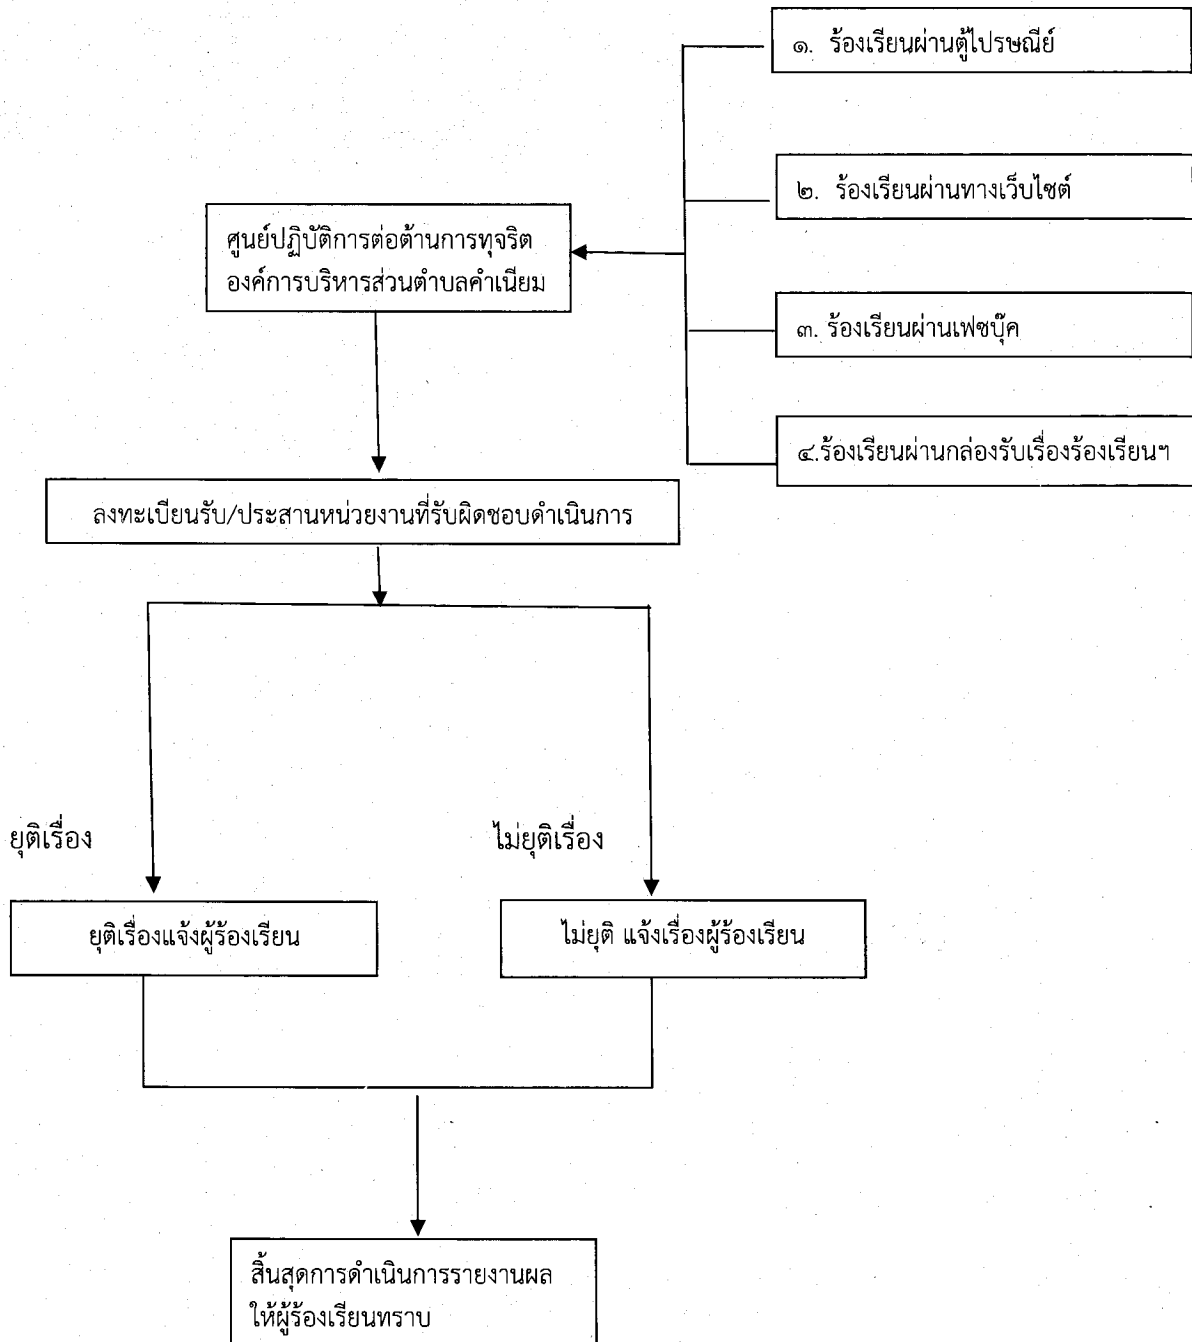 ๑. ร้องเรียนผ่านตู้ไปรษณีย์
๒. ร้องเรียนผ่านทางเว็บไซต์
ศูนย์ปฏิบัติการต่อต้านการทุจริต
องค์การบริหารส่วนตำบลคำเนียม
๓. ร้องเรียนผ่านเฟซบุ๊ค
๔.ร้องเรียนผ่านกล่องรับเรื่องร้องเรียนฯ
ลงทะเบียนรับ/ประสานหน่วยงานที่รับผิดชอบดำเนินการ
ยุติเรื่อง
ไม่ยุติเรื่อง
ยุติเรื่องแจ้งผู้ร้องเรียน
ไม่ยุติ แจ้งเรื่องผู้ร้องเรียน
สิ้นสุดการดำเนินการรายงานผล
ให้ผู้ร้องเรียนทราบ